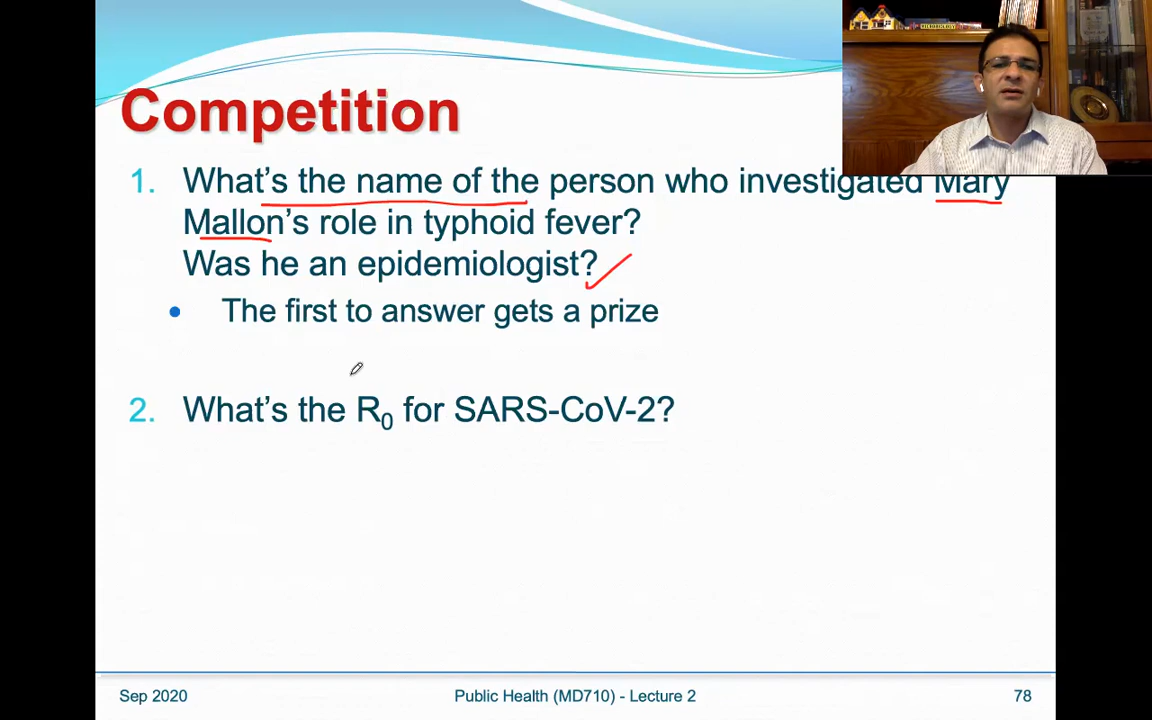 Competition
1. What's the name of the person who investigated Mary
Mallon's role in typhoid fever?
Was he an epidemiologist?
• The first to answer gets a prize
2. What's the R₀ for SARS-CoV-2?
Sep 2020
Public Health (MD710) - Lecture 2
78